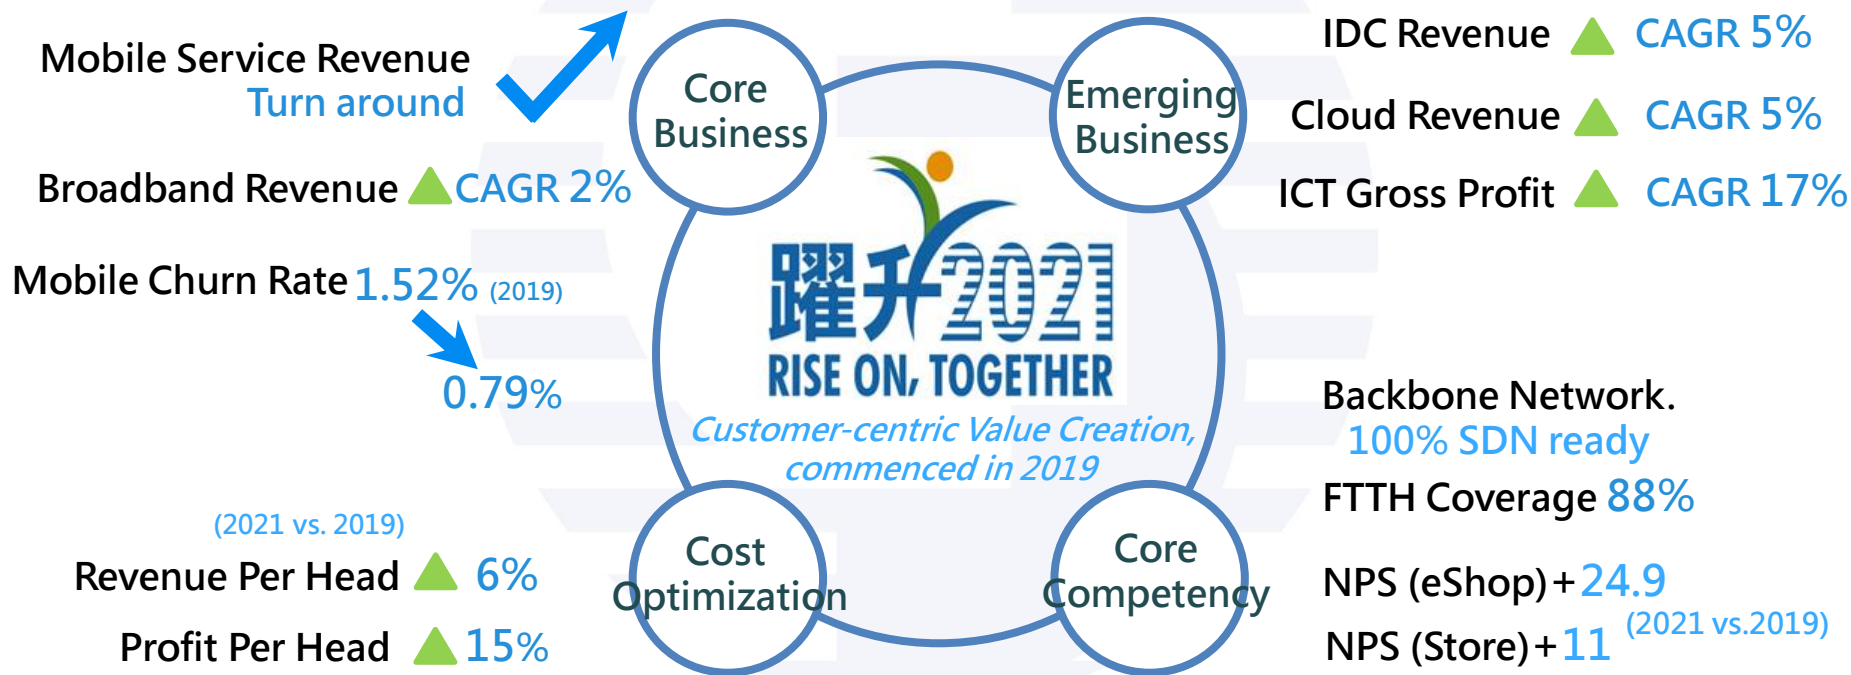 Mobile Service Revenue
Turn around
Broadband Revenue CAGR 2%
Mobile Churn Rate 1.52% (2019)
0.79%
Core
Business
Emerging
Business
IDC Revenue CAGR 5%
Cloud Revenue CAGR 5%
ICT Gross Profit CAGR 17%
躍升2021
RISE ON, TOGETHER
Customer-centric Value Creation,
commenced in 2019
(2021 vs. 2019)
Revenue Per Head 6%
Profit Per Head 15%
Cost
Optimization
Core
Competency
Backbone Network.
100% SDN ready
FTTH Coverage 88%
NPS (eShop)+24.9
NPS (Store)+11 (2021 vs.2019)